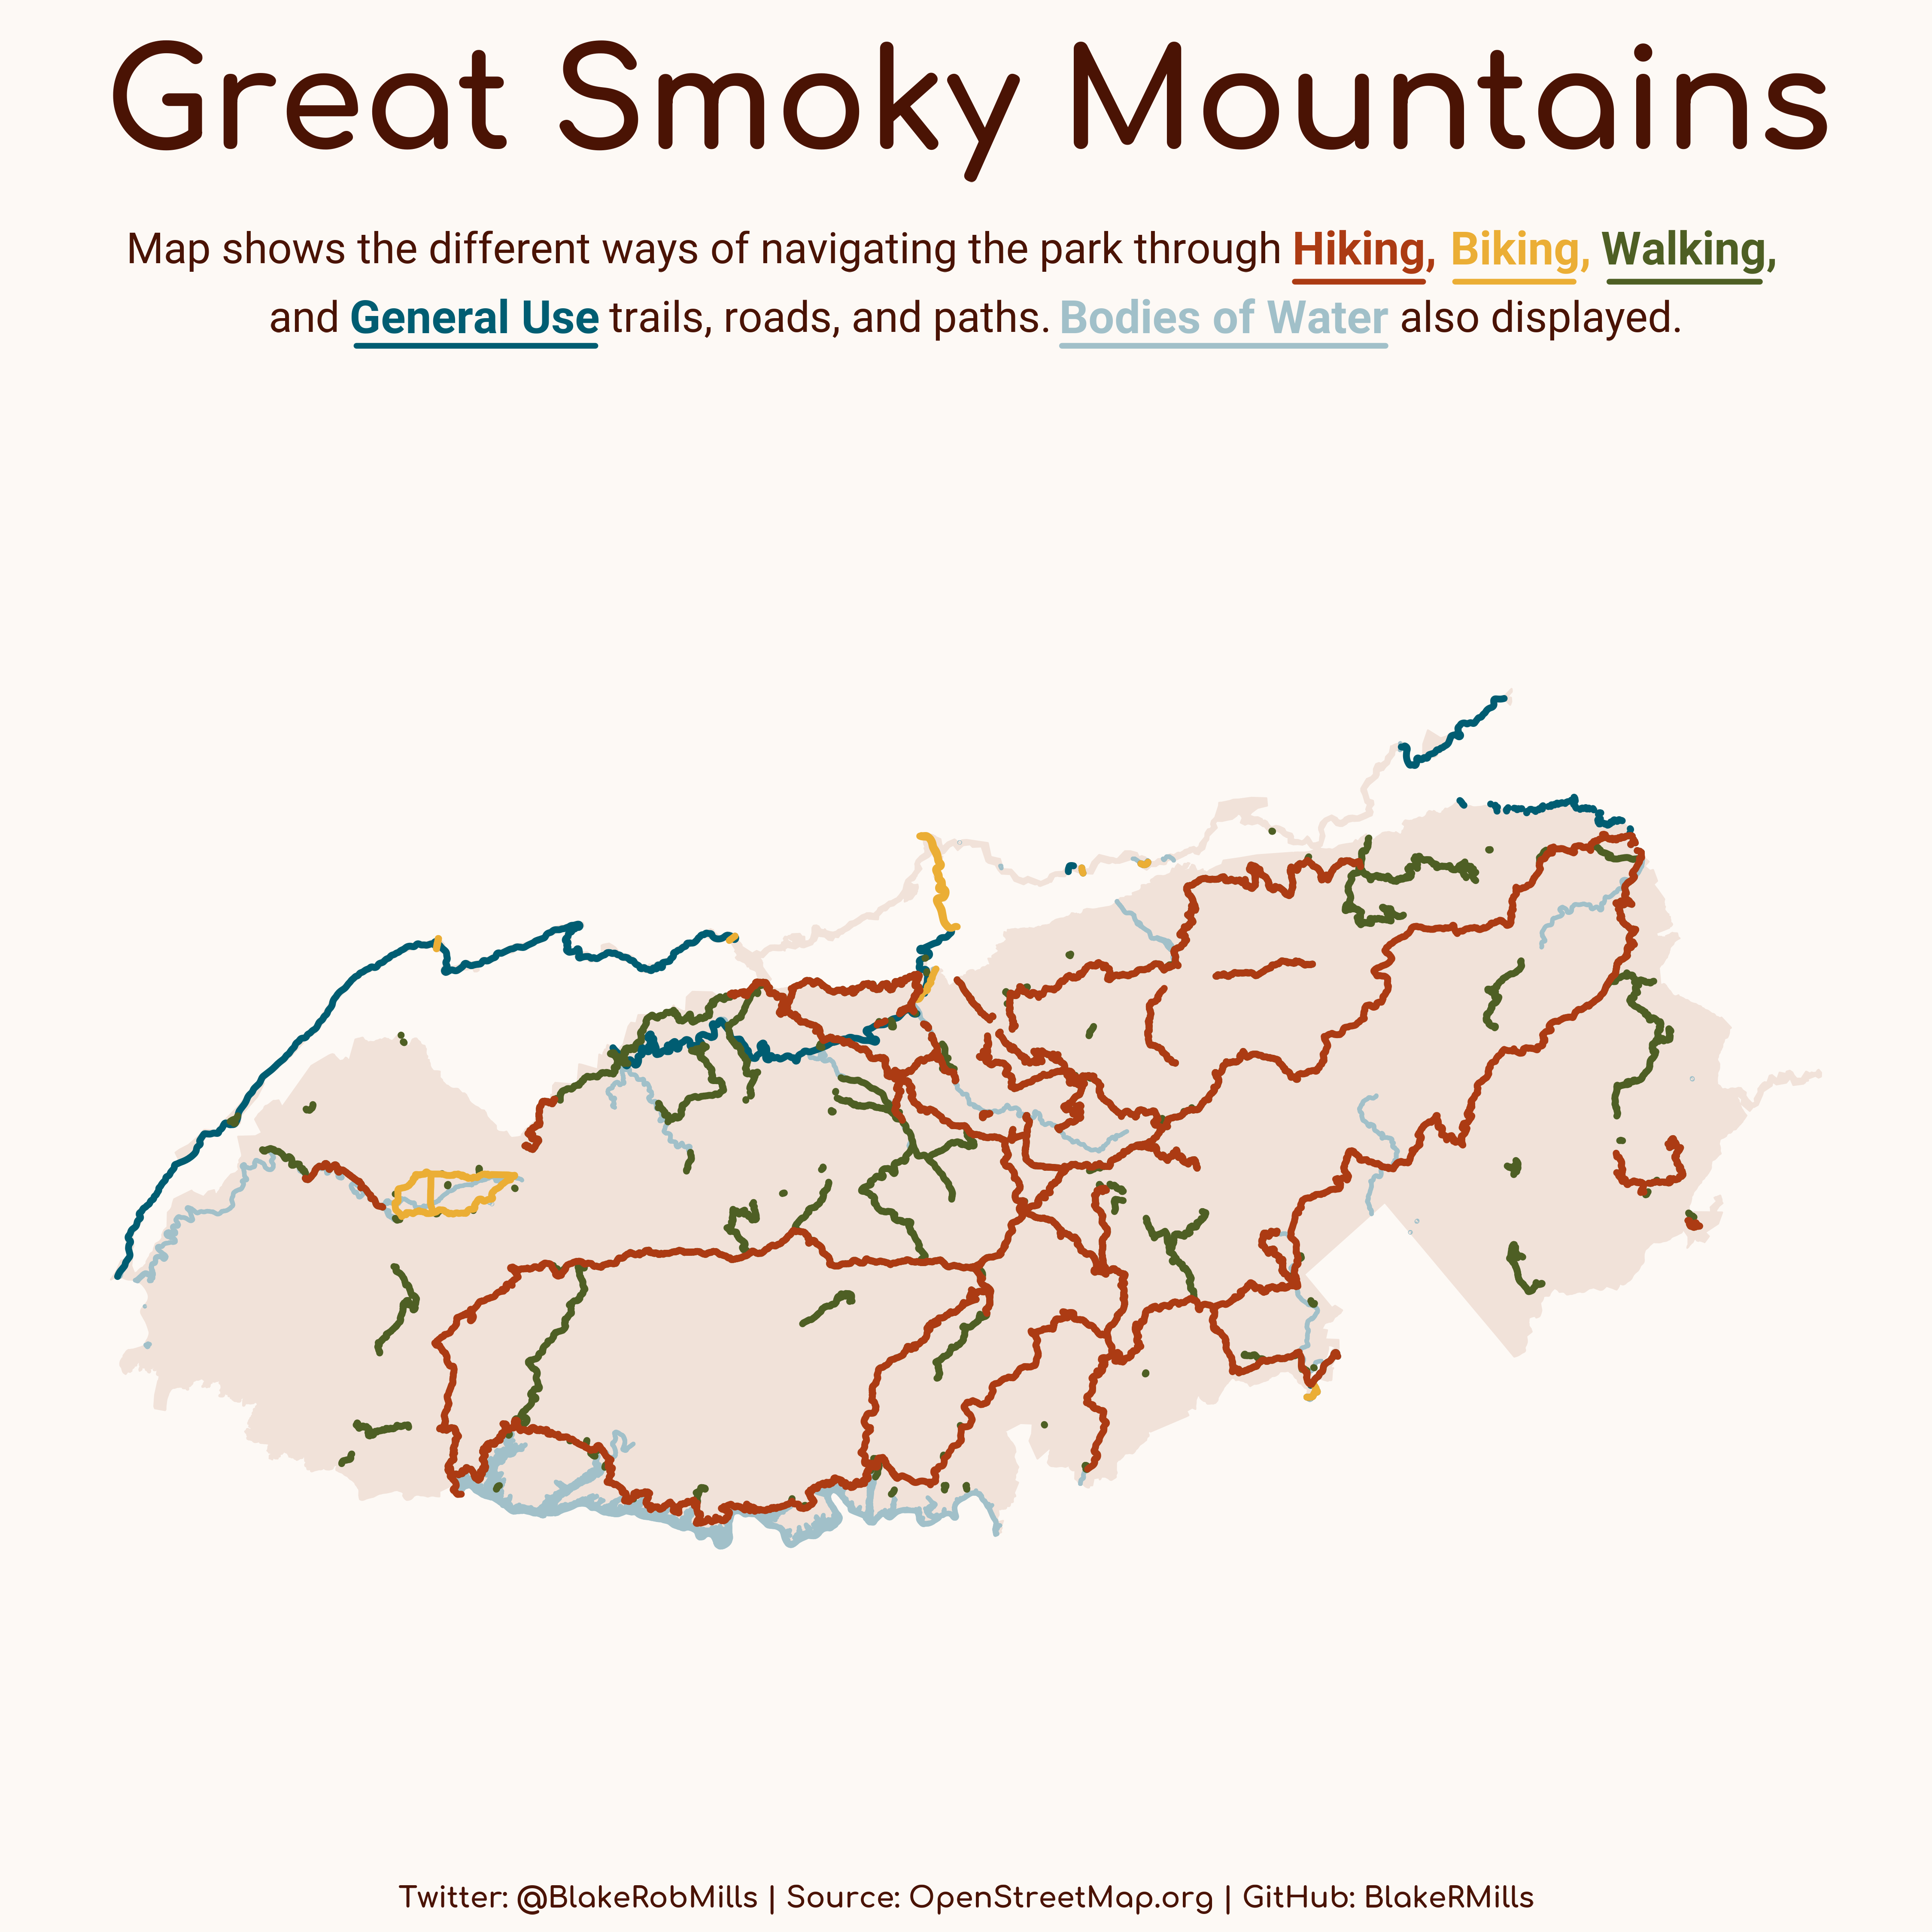 Great Smoky Mountains
Map shows the different ways of navigating the park through Hiking, Biking, Walking,
and General Use trails, roads, and paths. Bodies of Water also displayed.
Twitter: @BlakeRobMills | Source: OpenStreetMap.org | GitHub: BlakeRMills